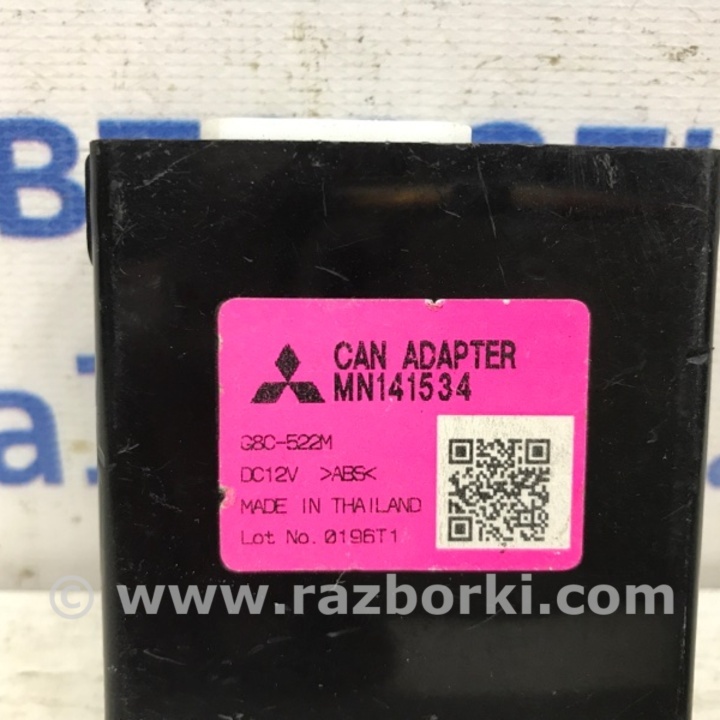 CAN ADAPTER
MN141534
G8C-522M
DC12V >ABS<
MADE IN THAILAND
Lot No. 0196T1
© www.razborki.com